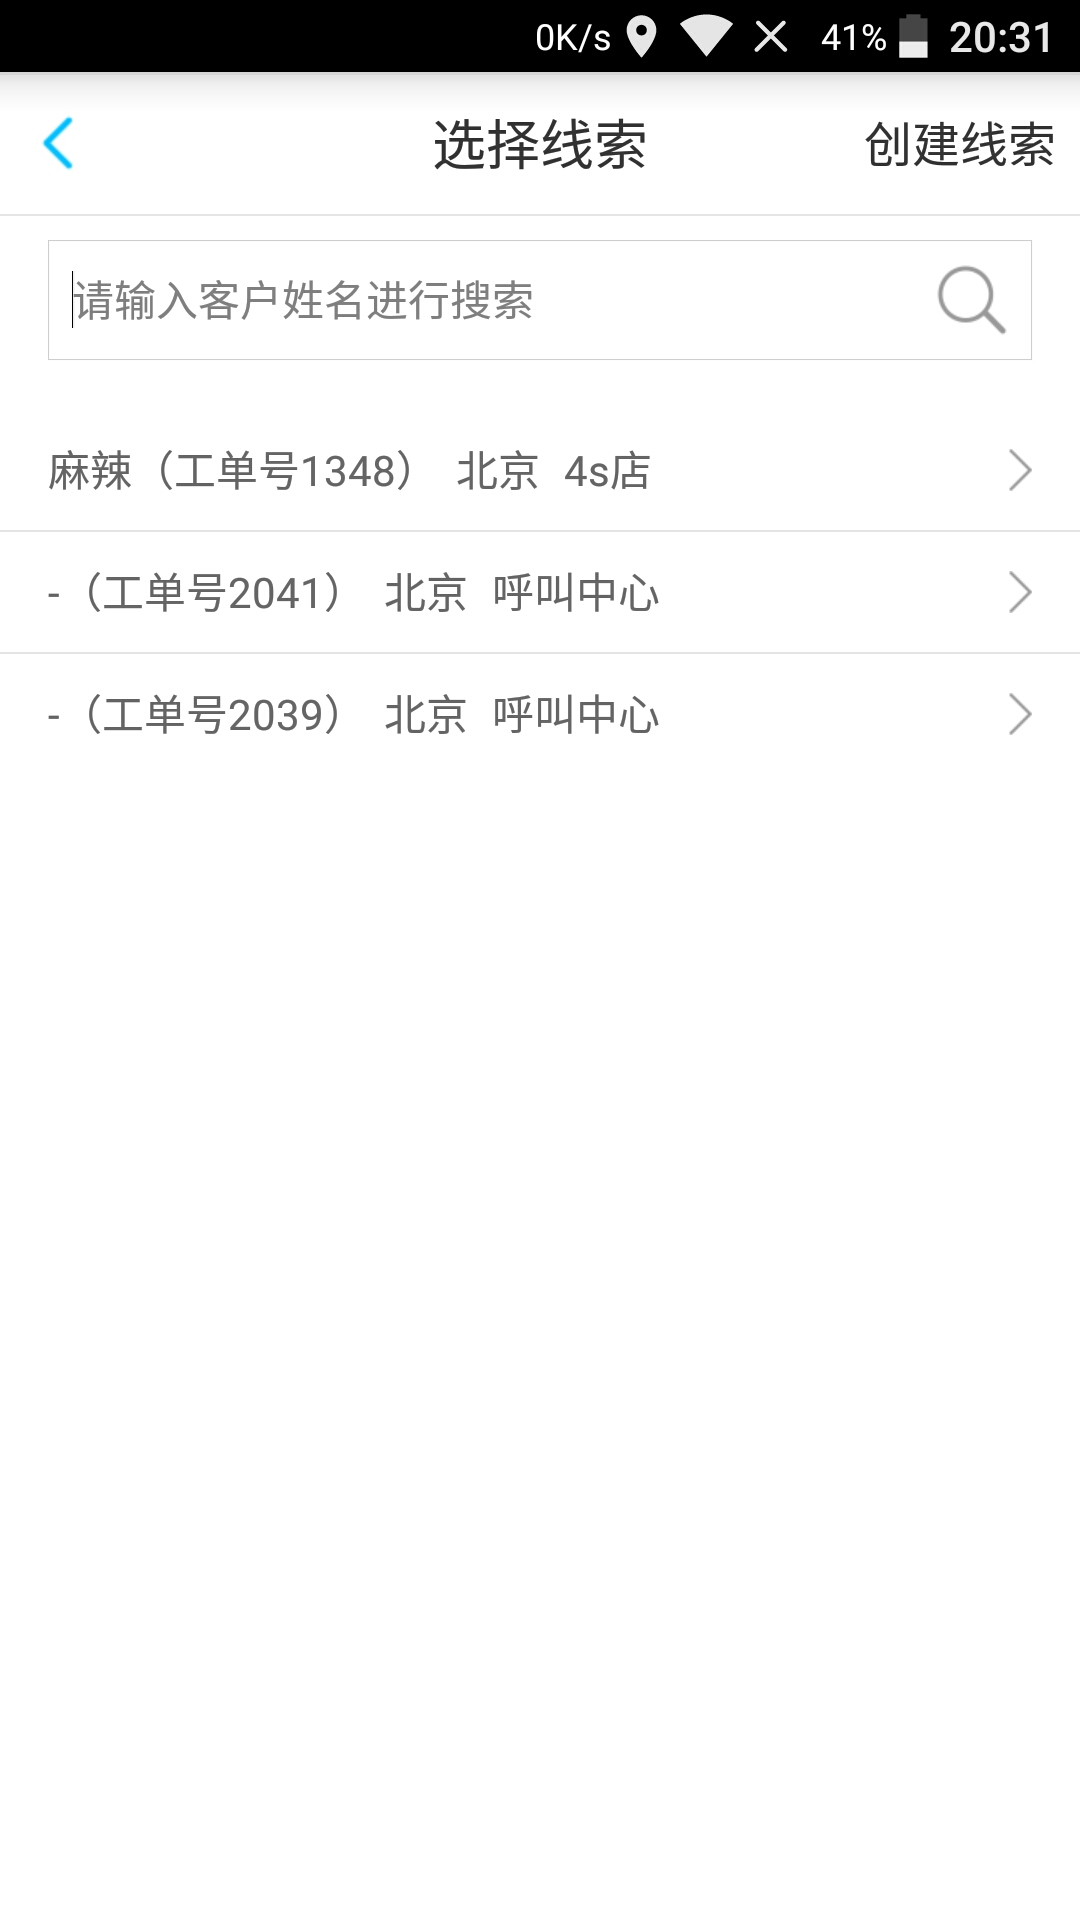 0K/s 41% 20:31
选择线索 创建线索
请输入客户姓名进行搜索
麻辣（工单号1348） 北京 4s店
-（工单号2041） 北京 呼叫中心
-（工单号2039） 北京 呼叫中心